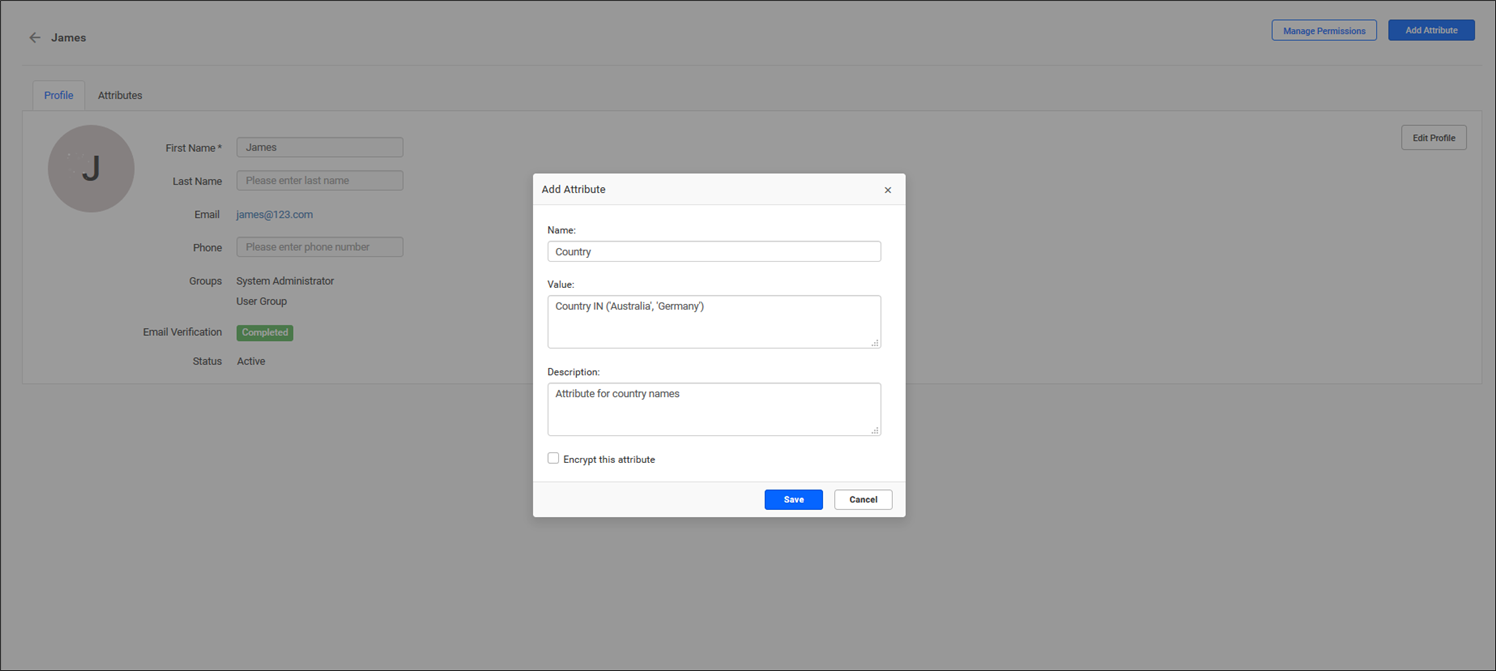 James
Manage Permissions
Add Attribute
Profile
Attributes
J
Edit Profile
First Name *
James
Last Name
Please enter last name
Email
james@123.com
Phone
Please enter phone number
Groups
System Administrator
User Group
Email Verification
Completed
Status
Active
Add Attribute
×
Name:
Country
Value:
Country IN ('Australia', 'Germany')
Description:
Attribute for country names
Encrypt this attribute
Save
Cancel